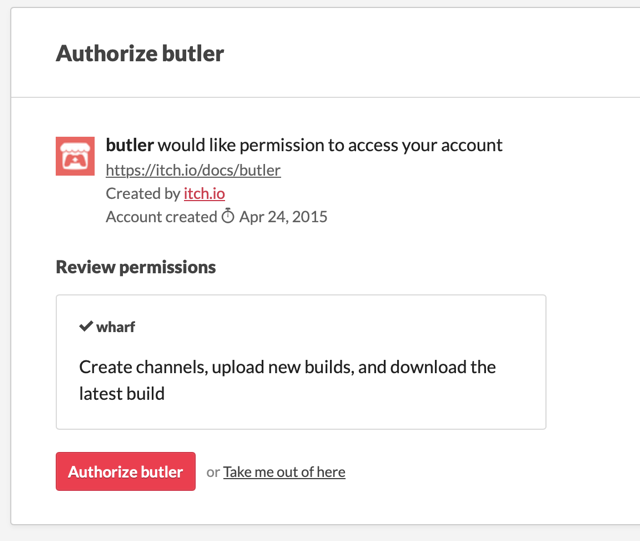 Authorize butler
butler would like permission to access your account
https://itch.io/docs/butler
Created by itch.io
Account created ⏱ Apr 24, 2015
Review permissions
✔ wharf
Create channels, upload new builds, and download the
latest build
Authorize butler or Take me out of here